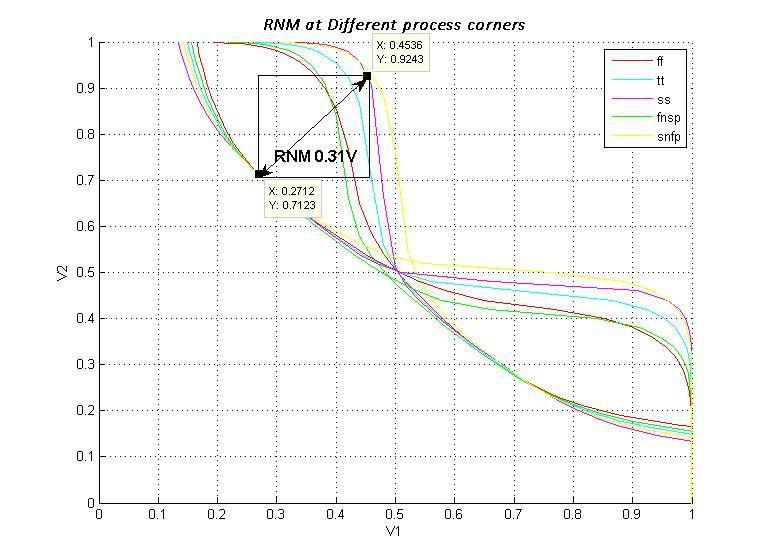 RNM at Different process corners
X: 0.4536
Y: 0.9243
ff
tt
ss
fnsp
snfp
RNM 0.31V
X: 0.2712
Y: 0.7123
V2
1
0.9
0.8
0.7
0.6
0.5
0.4
0.3
0.2
0.1
0
0 0.1 0.2 0.3 0.4 0.5 0.6 0.7 0.8 0.9 1
V1